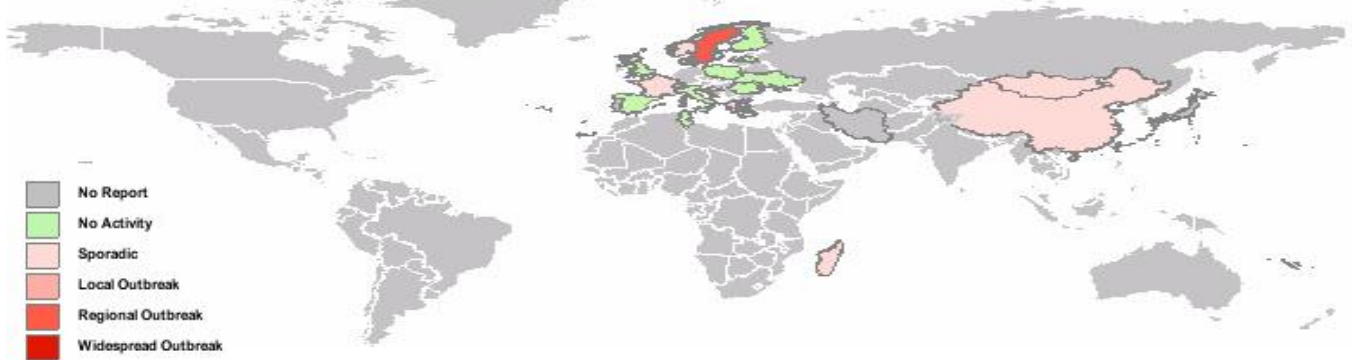 No Report
No Activity
Sporadic
Local Outbreak
Regional Outbreak
Widespread Outbreak